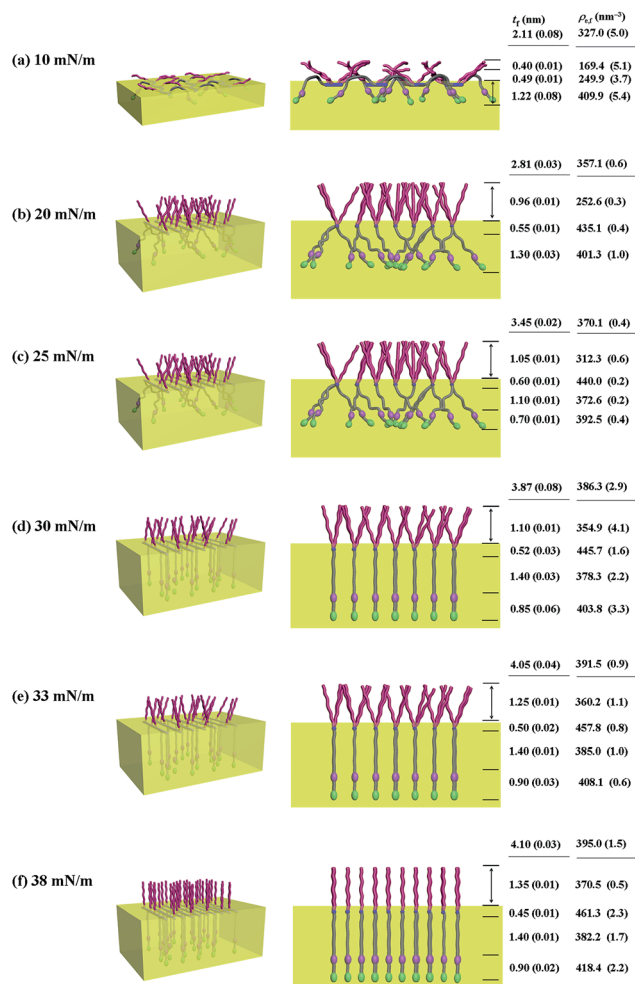 t_f (nm) ρ_e,f (nm⁻³)
2.11 (0.08) 327.0 (5.0)
(a) 10 mN/m
0.40 (0.01) 169.4 (5.1)
0.49 (0.01) 249.9 (3.7)
1.22 (0.08) 409.9 (5.4)
2.81 (0.03) 357.1 (0.6)
(b) 20 mN/m
0.96 (0.01) 252.6 (0.3)
0.55 (0.01) 435.1 (0.4)
1.30 (0.03) 401.3 (1.0)
3.45 (0.02) 370.1 (0.4)
(c) 25 mN/m
1.05 (0.01) 312.3 (0.6)
0.60 (0.01) 440.0 (0.2)
1.10 (0.01) 372.6 (0.2)
0.70 (0.01) 392.5 (0.4)
3.87 (0.08) 386.3 (2.9)
(d) 30 mN/m
1.10 (0.01) 354.9 (4.1)
0.52 (0.03) 445.7 (1.6)
1.40 (0.03) 378.3 (2.2)
0.85 (0.06) 403.8 (3.3)
4.05 (0.04) 391.5 (0.9)
(e) 33 mN/m
1.25 (0.01) 360.2 (1.1)
0.50 (0.02) 457.8 (0.8)
1.40 (0.01) 385.0 (1.0)
0.90 (0.03) 408.1 (0.6)
4.10 (0.03) 395.0 (1.5)
(f) 38 mN/m
1.35 (0.01) 370.5 (0.5)
0.45 (0.01) 461.3 (2.3)
1.40 (0.01) 382.2 (1.7)
0.90 (0.02) 418.4 (2.2)